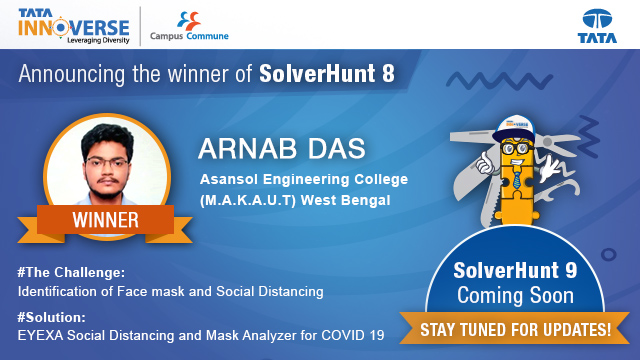 TATA
INNOVERSE
Leveraging Diversity
Campus Commune
TATA
Announcing the winner of SolverHunt 8
ARNAB DAS
Asansol Engineering College
(M.A.K.A.U.T) West Bengal
WINNER
#The Challenge:
Identification of Face mask and Social Distancing
#Solution:
EYEXA Social Distancing and Mask Analyzer for COVID 19
INNOVERSE
SolverHunt 9
Coming Soon
STAY TUNED FOR UPDATES!